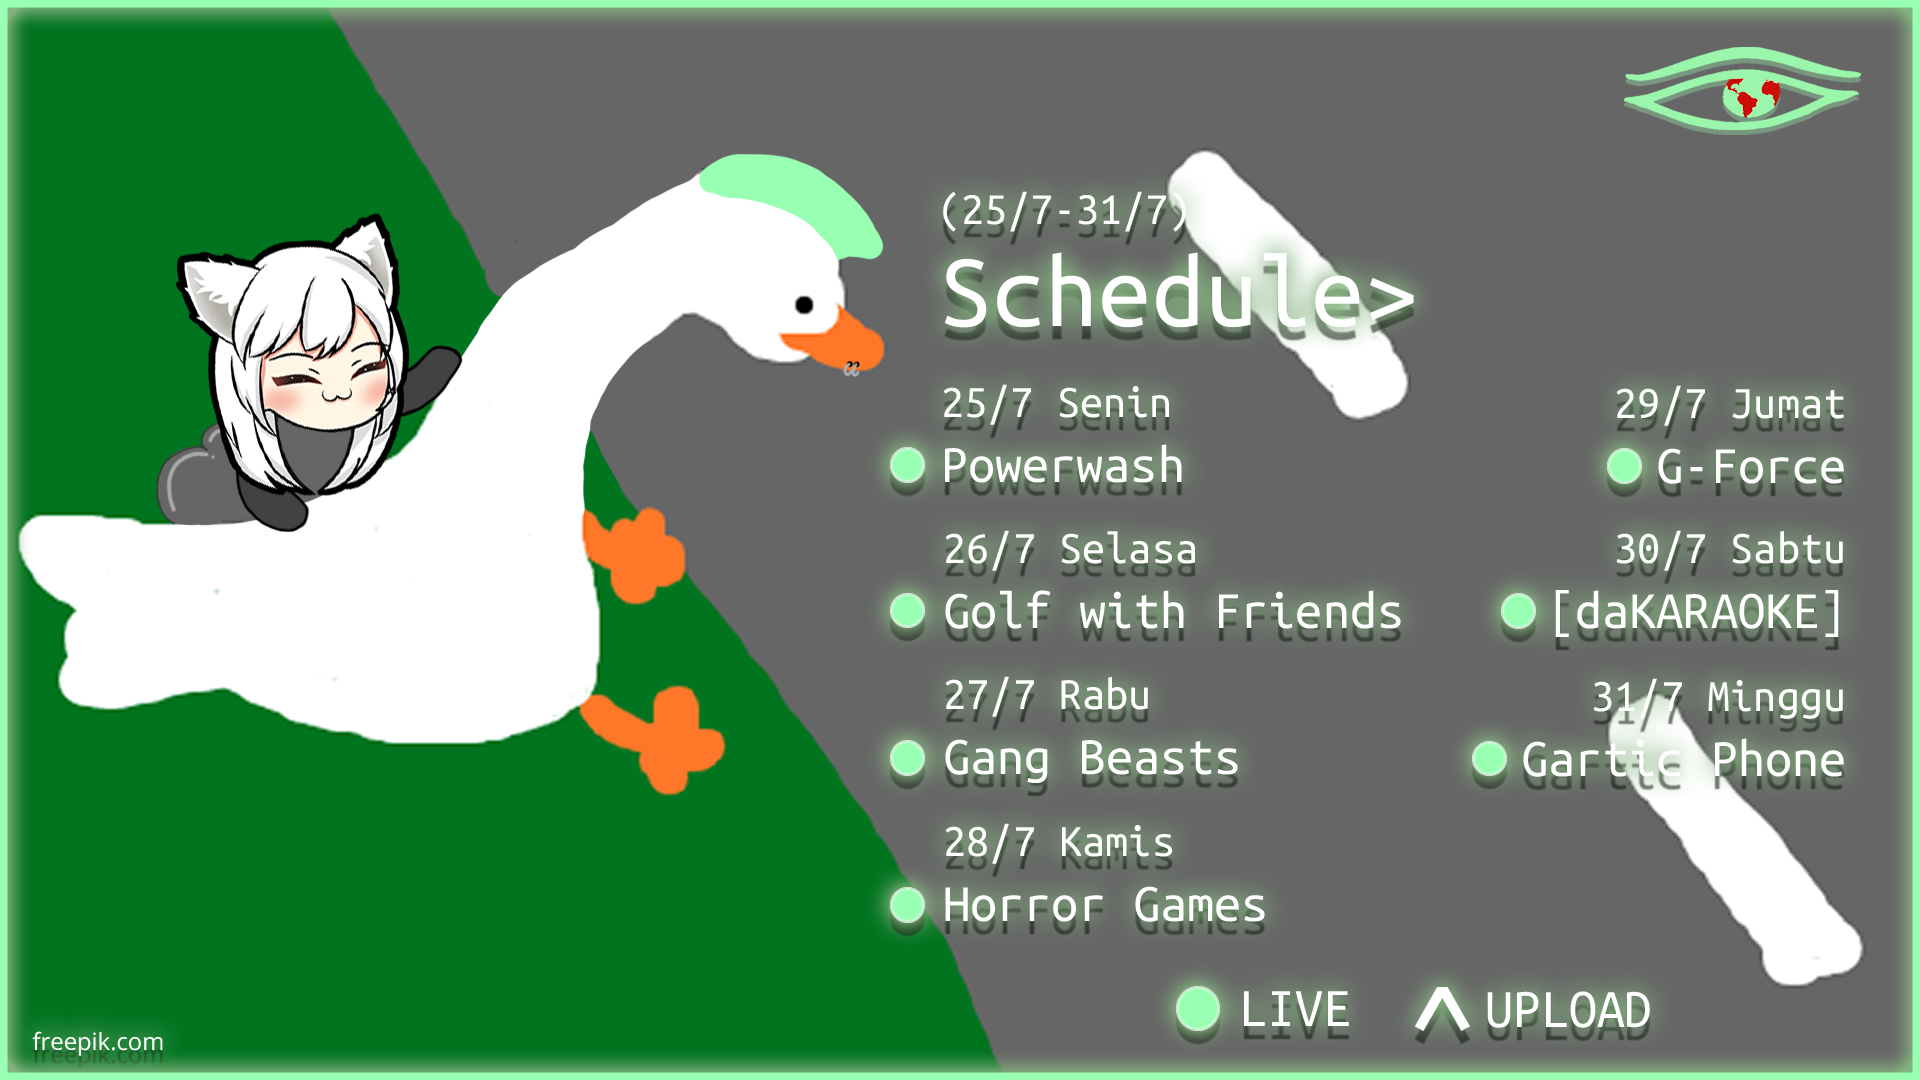 (25/7-31/7)
Schedule>
25/7 Senin
Powerwash
26/7 Selasa
Golf with Friends
27/7 Rabu
Gang Beasts
28/7 Kamis
Horror Games
29/7 Jumat
G-Force
30/7 Sabtu
[daKARAOKE]
31/7 Minggu
Gartic Phone
LIVE
UPLOAD
freepik.com